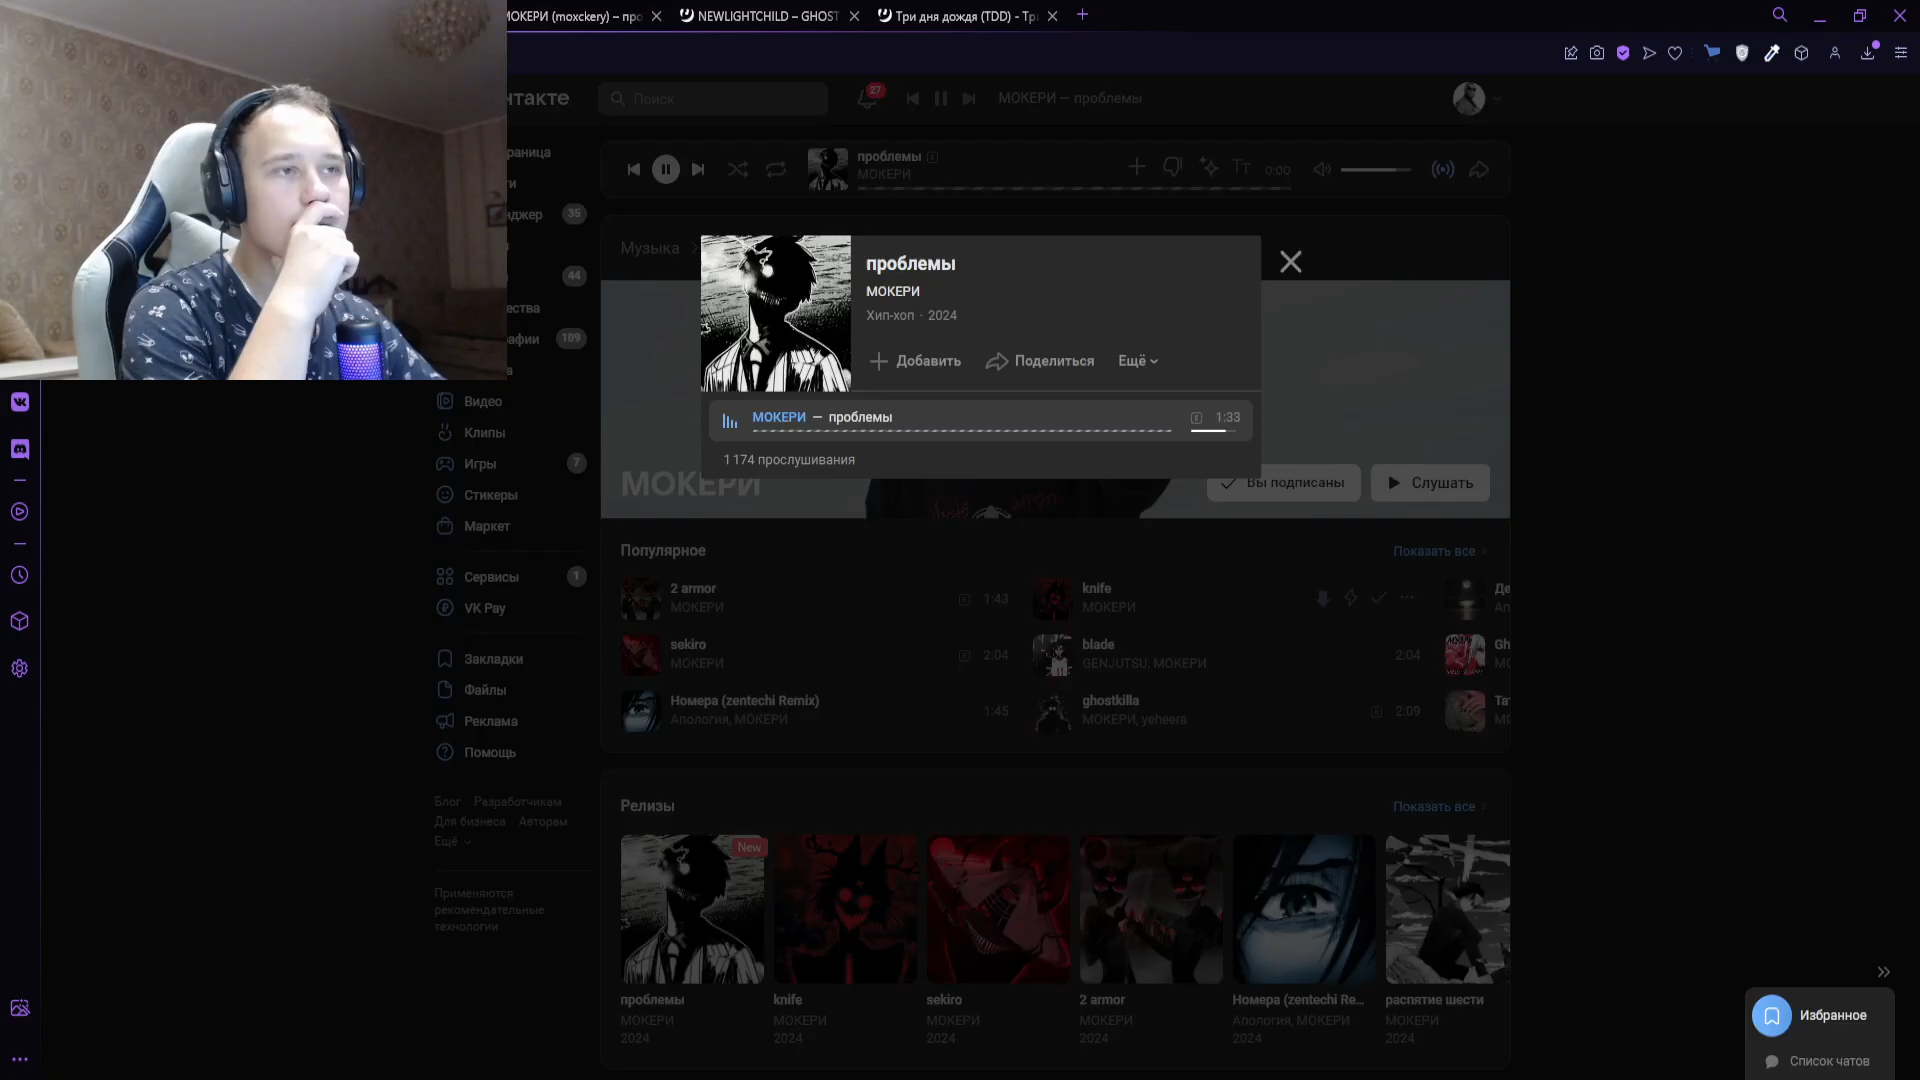 МОКЕРИ (moxckery) – про
NEWLIGHTCHILD – GHOST
Три дня дождя (TDD) - Тр
нтакте
Поиск
27
МОКЕРИ — проблемы
раница
проблемы
МОКЕРИ
0:00
35
44
109
Музыка
проблемы
МОКЕРИ
Хип-хоп · 2024
Добавить
Поделиться
Ещё
МОКЕРИ — проблемы
1:33
1 174 прослушивания
МОКЕРИ
Вы подписаны
Слушать
Видео
Клипы
Игры
7
Стикеры
Маркет
Сервисы
1
VK Pay
Закладки
Файлы
Реклама
Помощь
Блог Разработчикам
Для бизнеса Авторам
Ещё
Применяются
рекомендательные
технологии
Популярное
Показать все
2 armor
МОКЕРИ
1:43
knife
МОКЕРИ
sekiro
МОКЕРИ
2:04
blade
GENJUTSU, МОКЕРИ
2:04
Номера (zentechi Remix)
Апология, МОКЕРИ
1:45
ghostkilla
МОКЕРИ, yeheera
2:09
Релизы
Показать все
New
проблемы
МОКЕРИ
2024
knife
МОКЕРИ
2024
sekiro
МОКЕРИ
2024
2 armor
МОКЕРИ
2024
Номера (zentechi Re...
Апология, МОКЕРИ
2024
распятие шести
МОКЕРИ
2024
Избранное
Список чатов